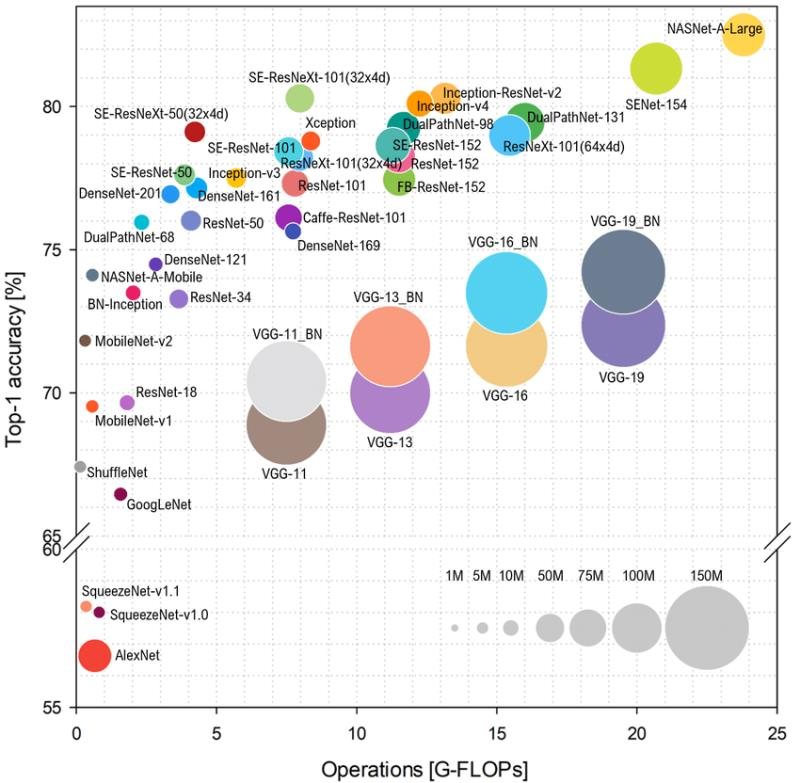 NASNet-A-Large
SENet-154
SE-ResNeXt-101(32x4d)
Inception-ResNet-v2
Inception-v4
80
SE-ResNeXt-50(32x4d)
Xception
DualPathNet-98
DualPathNet-131
SE-ResNet-101
SE-ResNet-152
ResNeXt-101(64x4d)
ResNeXt-101(32x4d)
ResNet-152
SE-ResNet-50
Inception-v3
ResNet-101
FB-ResNet-152
DenseNet-201
DenseNet-161
DualPathNet-68
ResNet-50
Caffe-ResNet-101
DenseNet-169
VGG-19_BN
VGG-16_BN
75
DenseNet-121
NASNet-A-Mobile
BN-Inception
ResNet-34
VGG-13_BN
VGG-11_BN
MobileNet-v2
VGG-19
VGG-16
70
ResNet-18
MobileNet-v1
VGG-13
VGG-11
ShuffleNet
GoogLeNet
65
60
SqueezeNet-v1.1
SqueezeNet-v1.0
AlexNet
1M 5M 10M 50M 75M 100M 150M
55
0 5 10 15 20 25
Top-1 accuracy [%]
Operations [G-FLOPs]